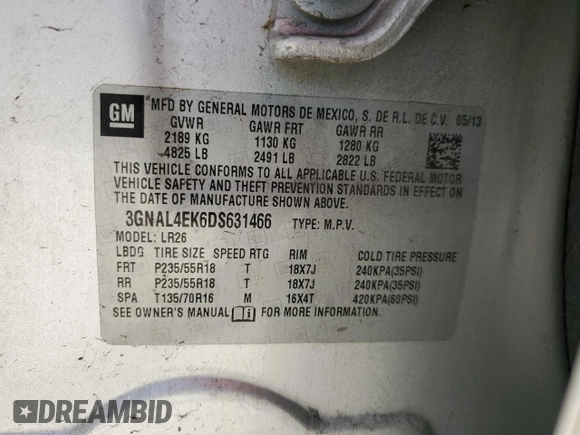 GM
MFD BY GENERAL MOTORS DE MEXICO, S. DE R.L. DE C.V. 05/13
GVWR GAWR FRT GAWR RR
2189 KG 1130 KG 1280 KG
4825 LB 2491 LB 2822 LB
THIS VEHICLE CONFORMS TO ALL APPLICABLE U.S. FEDERAL MOTOR
VEHICLE SAFETY AND THEFT PREVENTION STANDARDS IN EFFECT ON
THE DATE OF MANUFACTURE SHOWN ABOVE.
3GNAL4EK6DS631466 TYPE: M.P.V.
MODEL: LR26
LBDG TIRE SIZE SPEED RTG RIM COLD TIRE PRESSURE
FRT P235/55R18 T 18X7J 240KPA(35PSI)
RR P235/55R18 T 18X7J 240KPA(35PSI)
SPA T135/70R16 M 16X4T 420KPA(60PSI)
SEE OWNER'S MANUAL FOR MORE INFORMATION.
DREAMBID